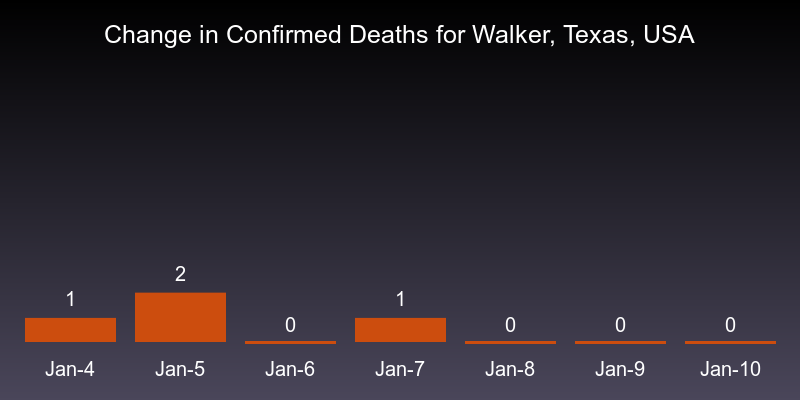 Change in Confirmed Deaths for Walker, Texas, USA
1 2 0 1 0 0 0
Jan-4 Jan-5 Jan-6 Jan-7 Jan-8 Jan-9 Jan-10